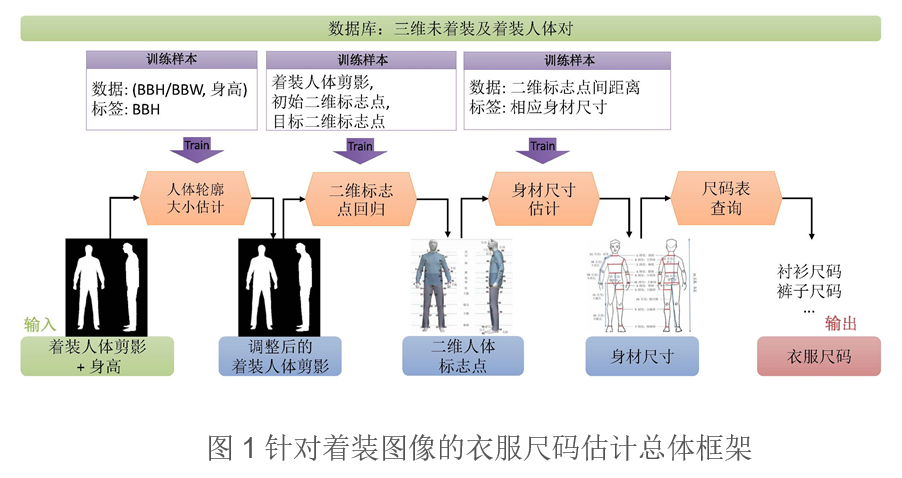 数据库：三维未着装及着装人体对
训练样本
数据: (BBH/BBW, 身高)
标签: BBH
训练样本
着装人体剪影,
初始二维标志点,
目标二维标志点
训练样本
数据: 二维标志点间距离
标签: 相应身材尺寸
Train
Train
Train
人体轮廓
大小估计
二维标志
点回归
身材尺寸
估计
尺码表
查询
衬衫尺码
裤子尺码
...
输入
输出
着装人体剪影
+ 身高
调整后的
着装人体剪影
二维人体
标志点
身材尺寸
衣服尺码
图 1 针对着装图像的衣服尺码估计总体框架